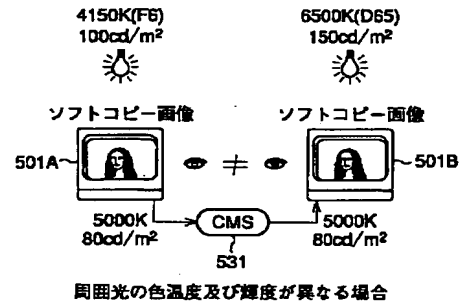 4150K(F6)
100cd/m²
6500K(D65)
150cd/m²
ソフトコピー画像
ソフトコピー画像
501A
501B
5000K
80cd/m²
CMS
5000K
80cd/m²
531
周囲光の色温度及び輝度が異なる場合